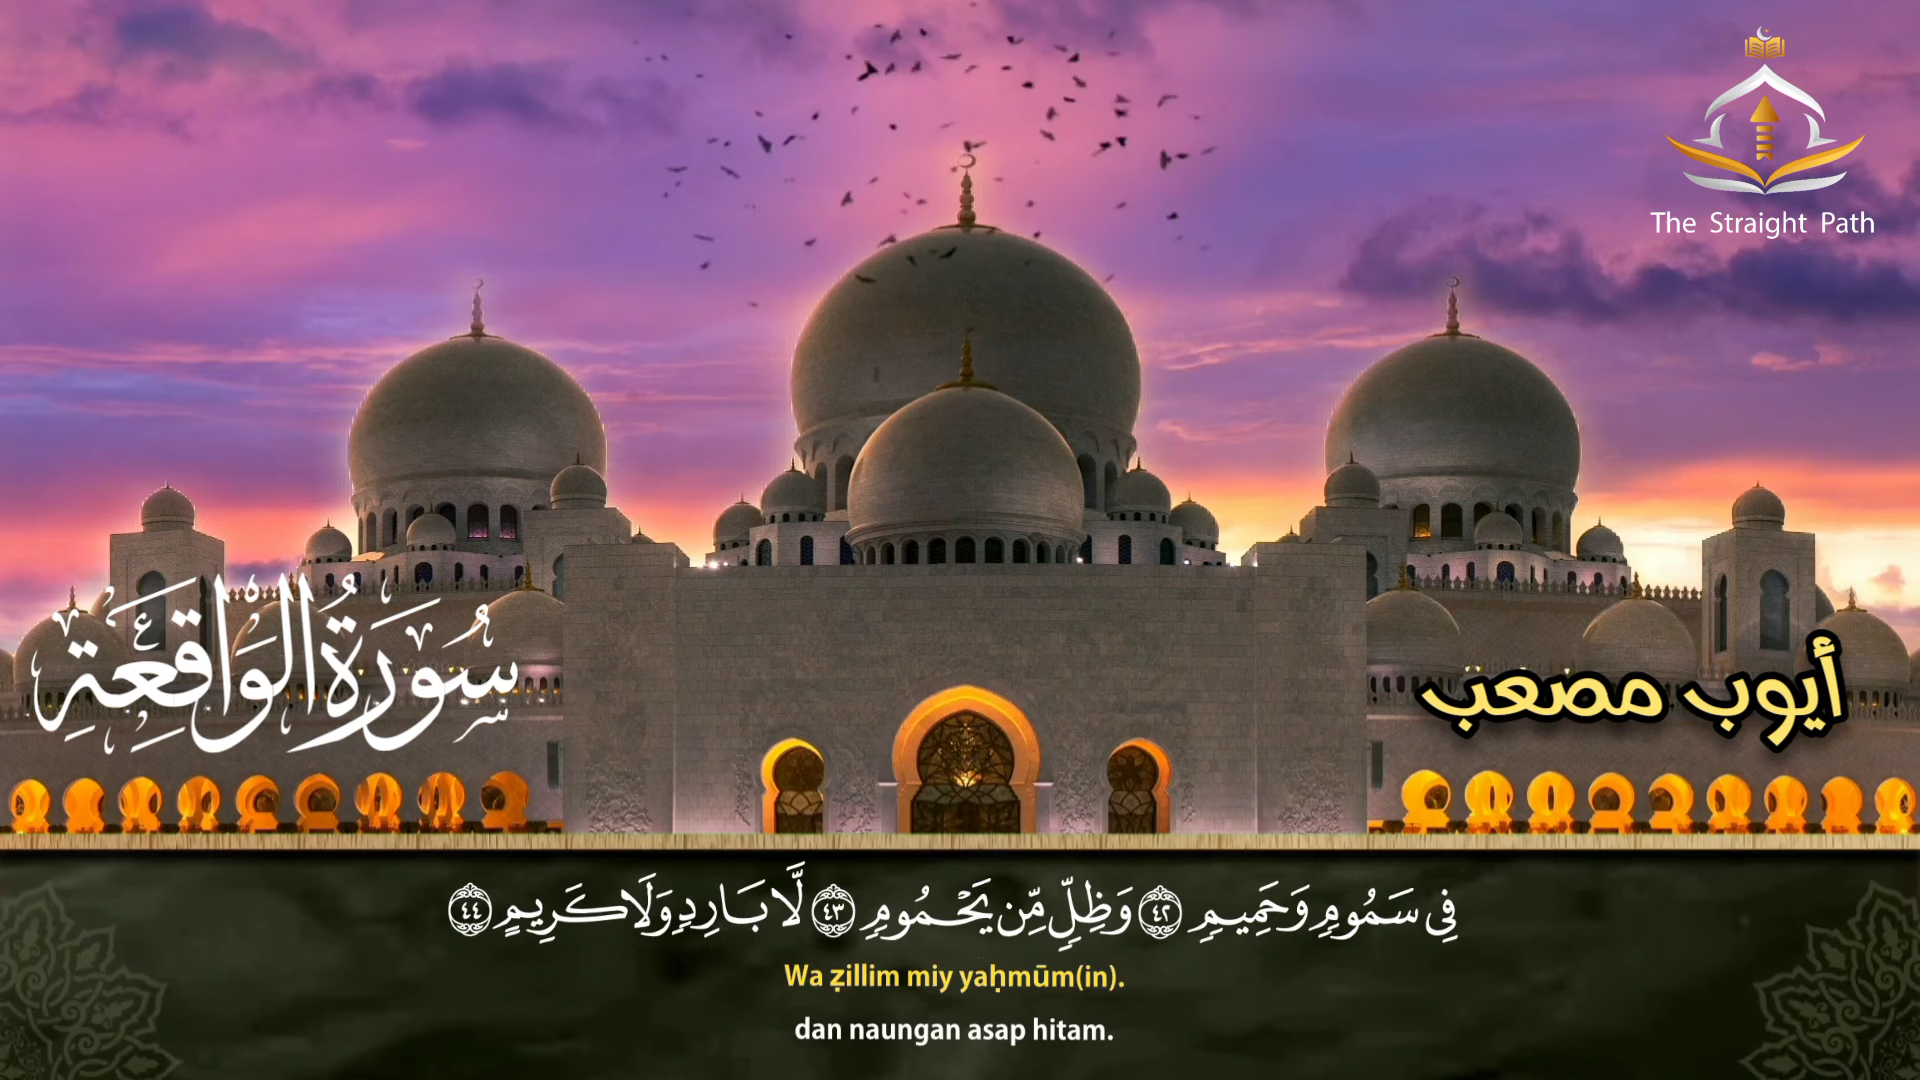 The Straight Path
سُورَةُ الوَاقِعَةِ
أيوب مصعب
فِي سَمُومٍ وَحَمِيمٍ ٤٢ وَظِلٍّ مِّن يَحْمُومٍ ٤٣ لَّا بَارِدٍ وَلَا كَرِيمٍ ٤٤
Wa ẓillim miy yaḥmūm(in).
dan naungan asap hitam.